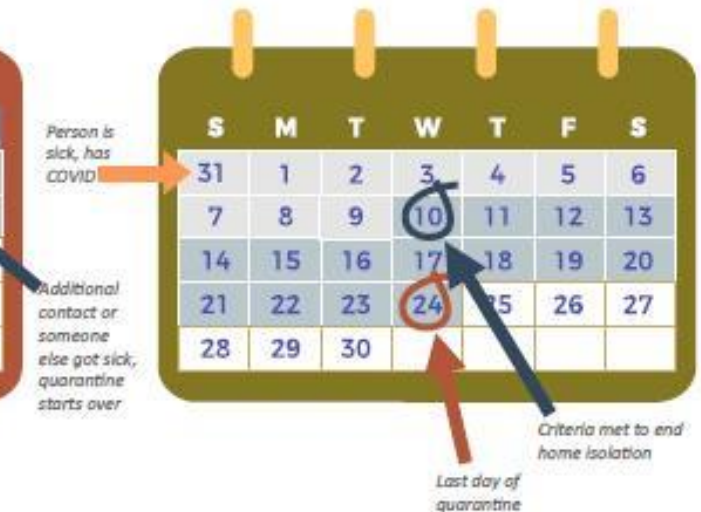 Person is
sick, has
COVID
S M T W T F S
31 1 2 3 4 5 6
7 8 9 10 11 12 13
14 15 16 17 18 19 20
21 22 23 24 25 26 27
28 29 30
Additional
contact or
someone
else got sick,
quarantine
starts over
Criteria met to end
home isolation
Last day of
quarantine